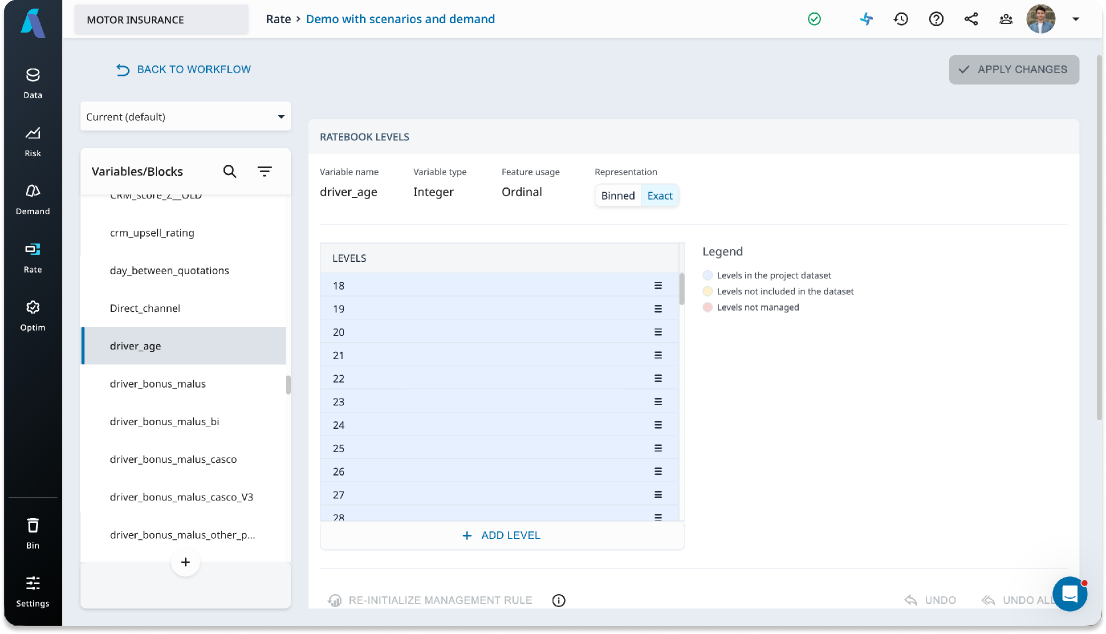 MOTOR INSURANCE
Rate > Demo with scenarios and demand
BACK TO WORKFLOW
APPLY CHANGES
Data
Risk
Demand
Rate
Optim
Bin
Settings
Current (default)
Variables/Blocks
CRM_score_2__OLD
crm_upsell_rating
day_between_quotations
Direct_channel
driver_age
driver_bonus_malus
driver_bonus_malus_bi
driver_bonus_malus_casco
driver_bonus_malus_casco_V3
driver_bonus_malus_other_p...
RATEBOOK LEVELS
Variable name
driver_age
Variable type
Integer
Feature usage
Ordinal
Representation
Binned Exact
LEVELS
18
19
20
21
22
23
24
25
26
27
28
ADD LEVEL
Legend
Levels in the project dataset
Levels not included in the dataset
Levels not managed
RE-INITIALIZE MANAGEMENT RULE
UNDO
UNDO ALL